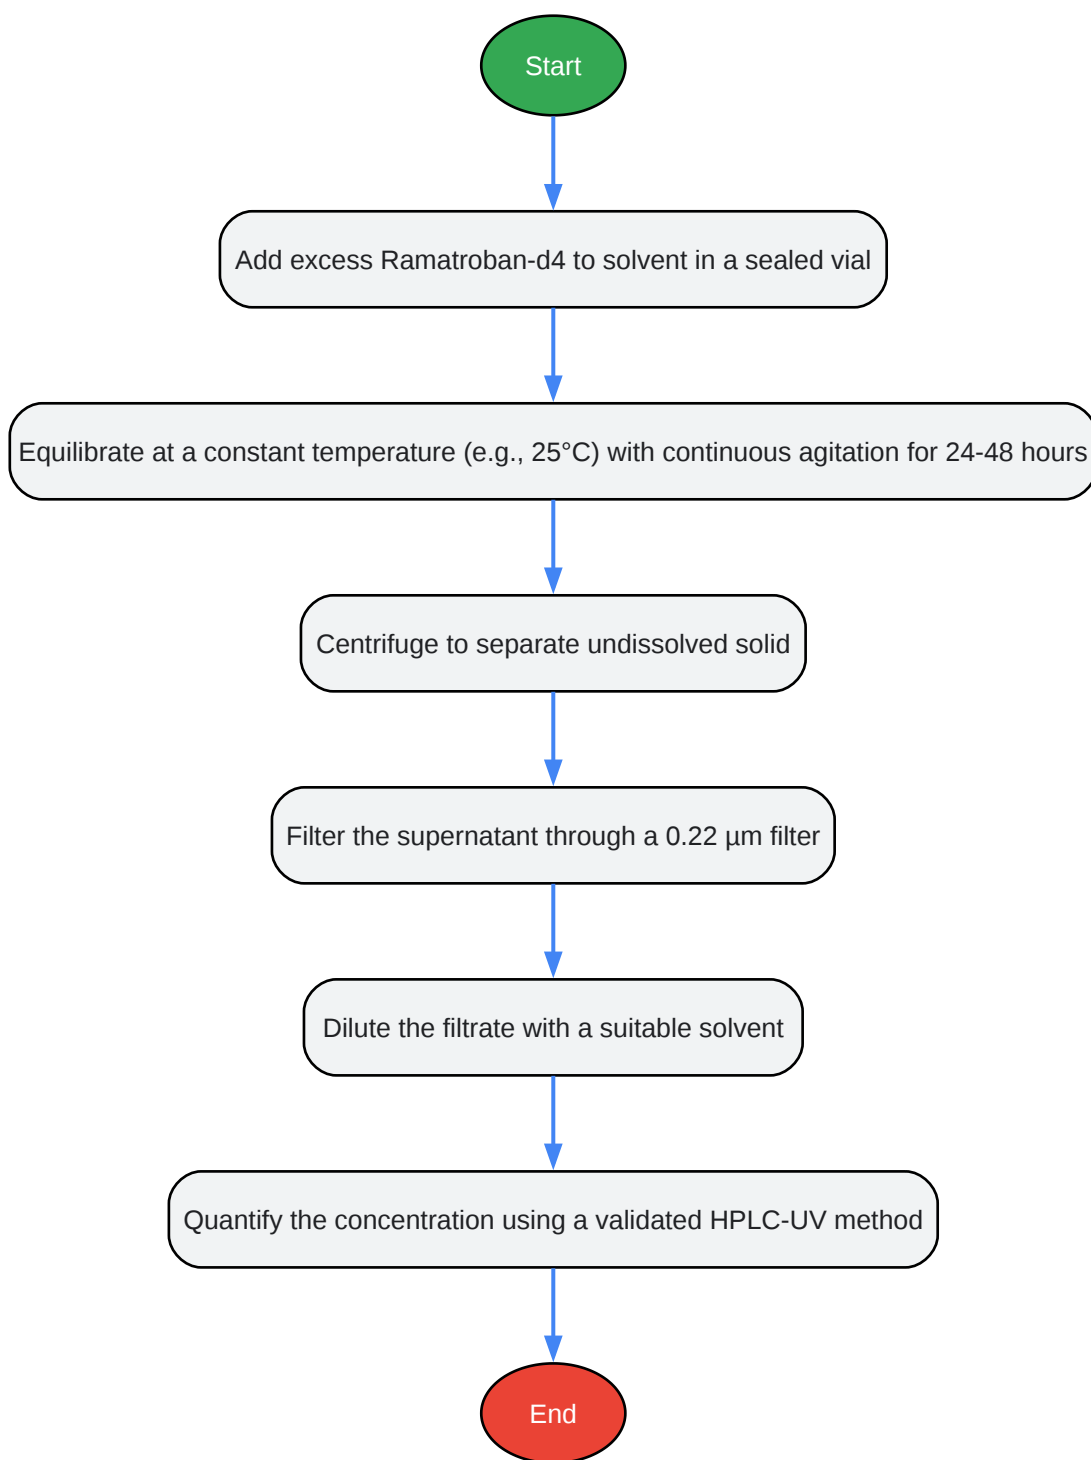 Start
Add excess Ramatroban-d4 to solvent in a sealed vial
Equilibrate at a constant temperature (e.g., 25°C) with continuous agitation for 24-48 hours
Centrifuge to separate undissolved solid
Filter the supernatant through a 0.22 µm filter
Dilute the filtrate with a suitable solvent
Quantify the concentration using a validated HPLC-UV method
End